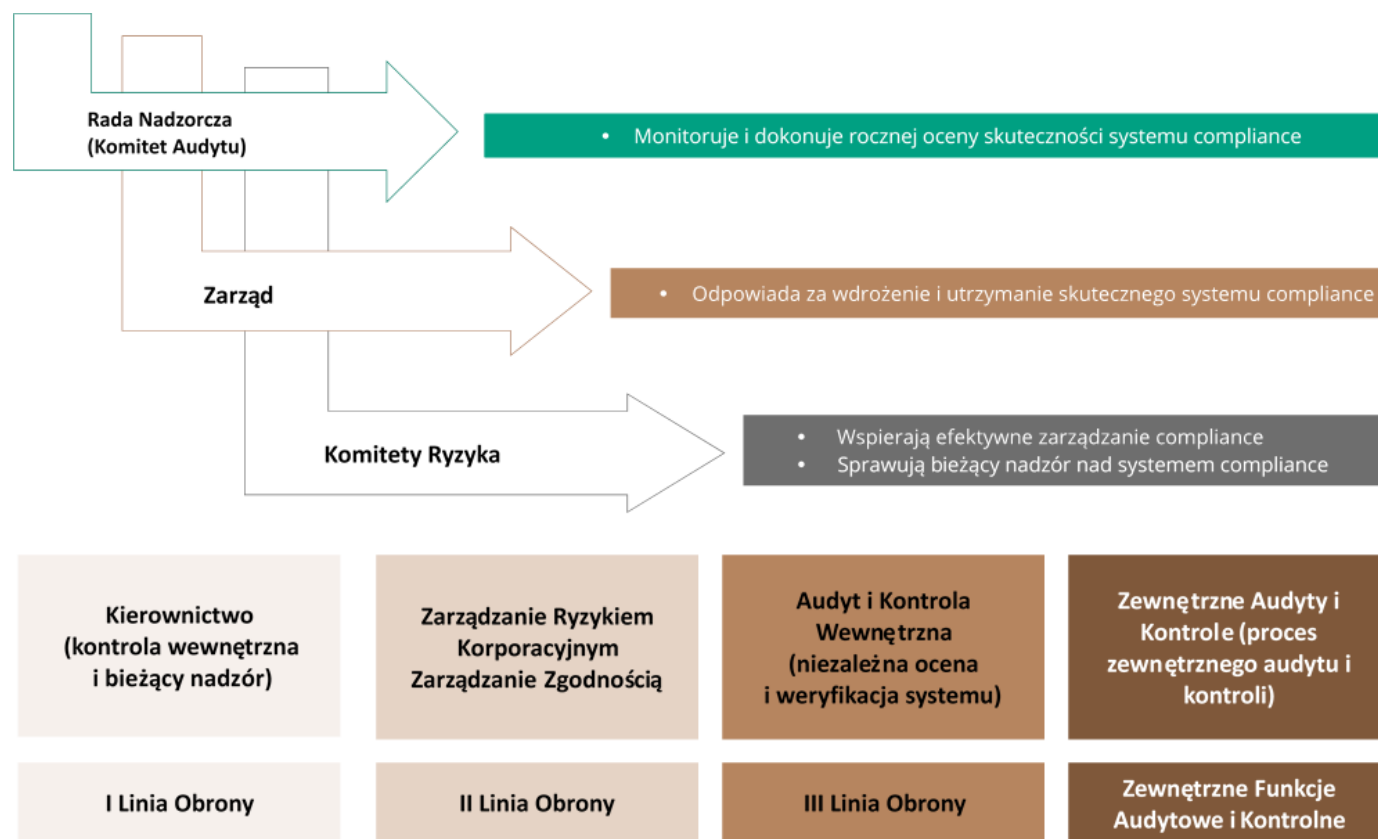 Rada Nadzorcza
(Komitet Audytu)
• Monitoruje i dokonuje rocznej oceny skuteczności systemu compliance
Zarząd
• Odpowiada za wdrożenie i utrzymanie skutecznego systemu compliance
Komitety Ryzyka
• Wspierają efektywne zarządzanie compliance
• Sprawują bieżący nadzór nad systemem compliance
Kierownictwo
(kontrola wewnętrzna
i bieżący nadzór)
Zarządzanie Ryzykiem
Korporacyjnym
Zarządzanie Zgodnością
Audyt i Kontrola
Wewnętrzna
(niezależna ocena
i weryfikacja systemu)
Zewnętrzne Audyty i
Kontrole (proces
zewnętrznego audytu i
kontroli)
I Linia Obrony
II Linia Obrony
III Linia Obrony
Zewnętrzne Funkcje
Audytowe i Kontrolne